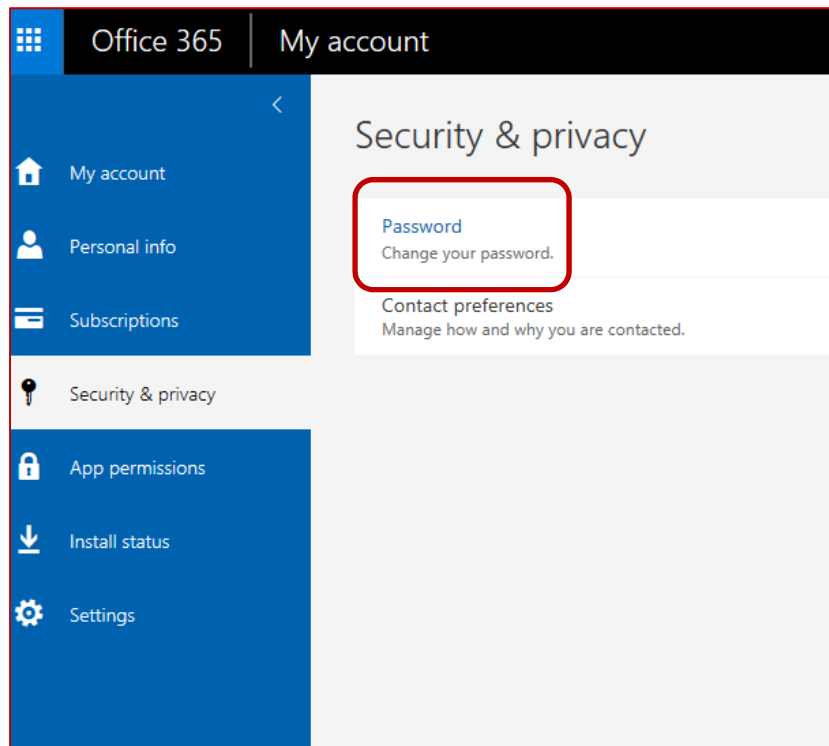 Office 365 My account
My account
Personal info
Subscriptions
Security & privacy
App permissions
Install status
Settings
Security & privacy
Password
Change your password.
Contact preferences
Manage how and why you are contacted.